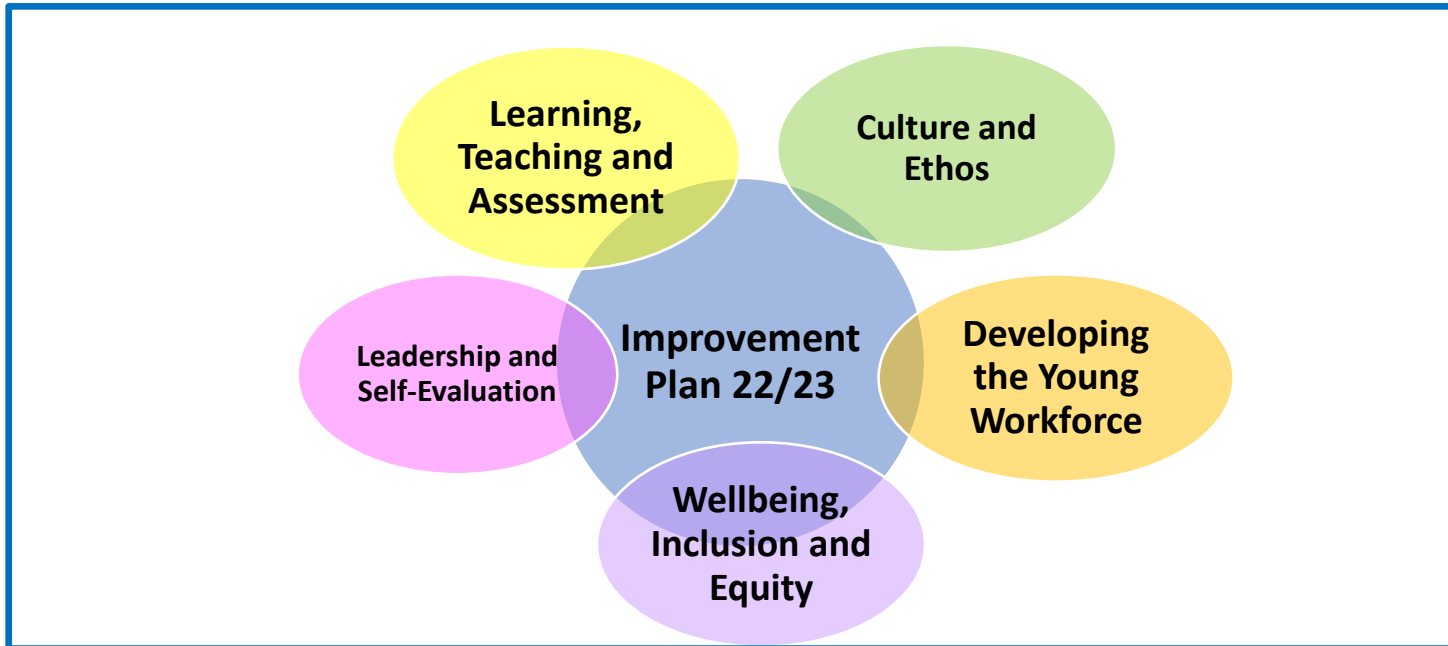 Learning,
Teaching and
Assessment
Culture and
Ethos
Leadership and
Self-Evaluation
Improvement
Plan 22/23
Developing
the Young
Workforce
Wellbeing,
Inclusion and
Equity